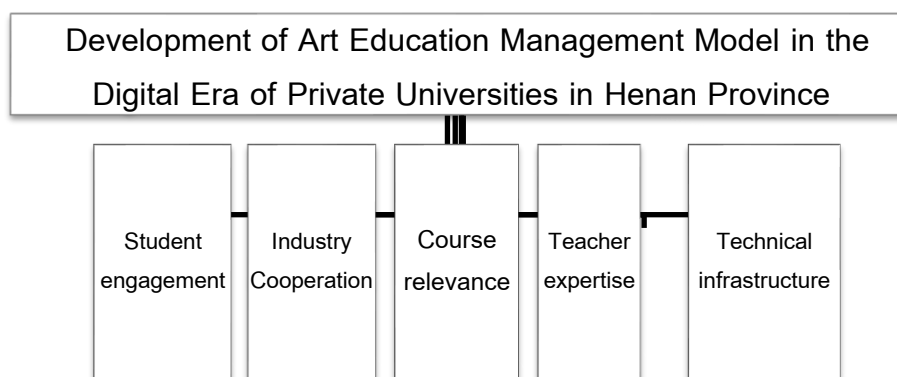 Development of Art Education Management Model in the
Digital Era of Private Universities in Henan Province
Student
engagement
Industry
Cooperation
Course
relevance
Teacher
expertise
Technical
infrastructure